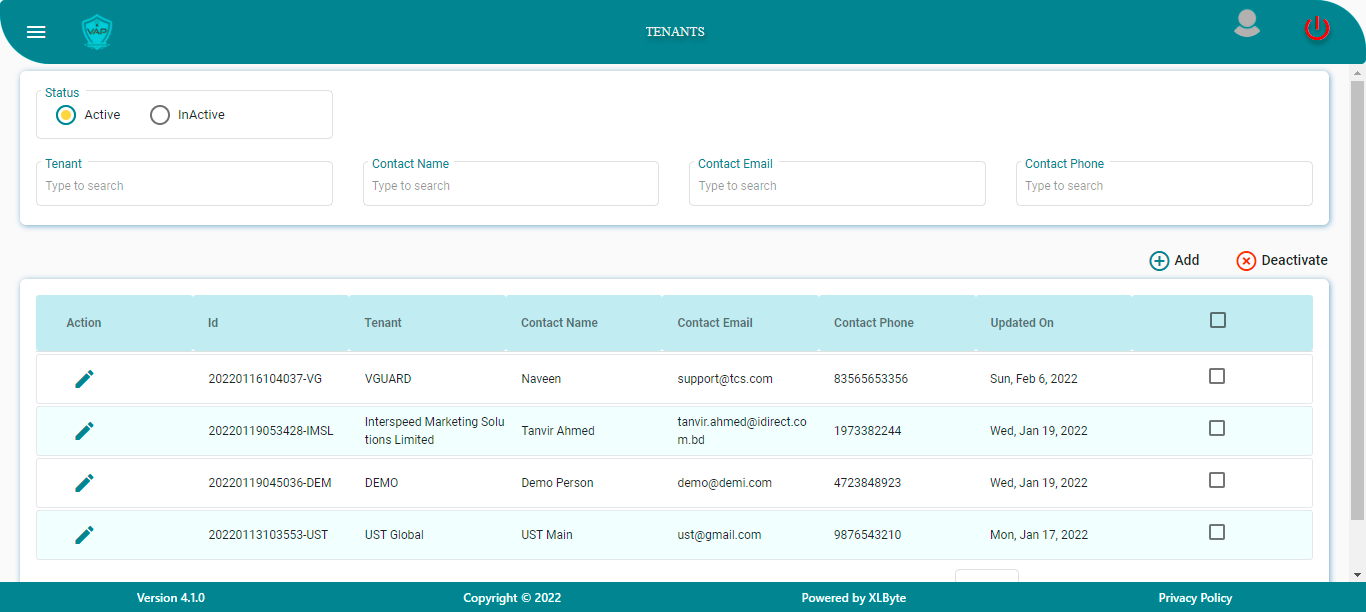 VAP
TENANTS
Status
Active InActive
Tenant Contact Name Contact Email Contact Phone
Type to search Type to search Type to search Type to search
Add Deactivate
Action Id Tenant Contact Name Contact Email Contact Phone Updated On
20220116104037-VG VGUARD Naveen support@tcs.com 83565653356 Sun, Feb 6, 2022
20220119053428-IMSL Interspeed Marketing Solu Tanvir Ahmed tanvir.ahmed@idirect.co 1973382244 Wed, Jan 19, 2022
tions Limited m.bd
20220119045036-DEM DEMO Demo Person demo@demi.com 4723848923 Wed, Jan 19, 2022
20220113103553-UST UST Global UST Main ust@gmail.com 9876543210 Mon, Jan 17, 2022
Version 4.1.0 Copyright © 2022 Powered by XLByte Privacy Policy